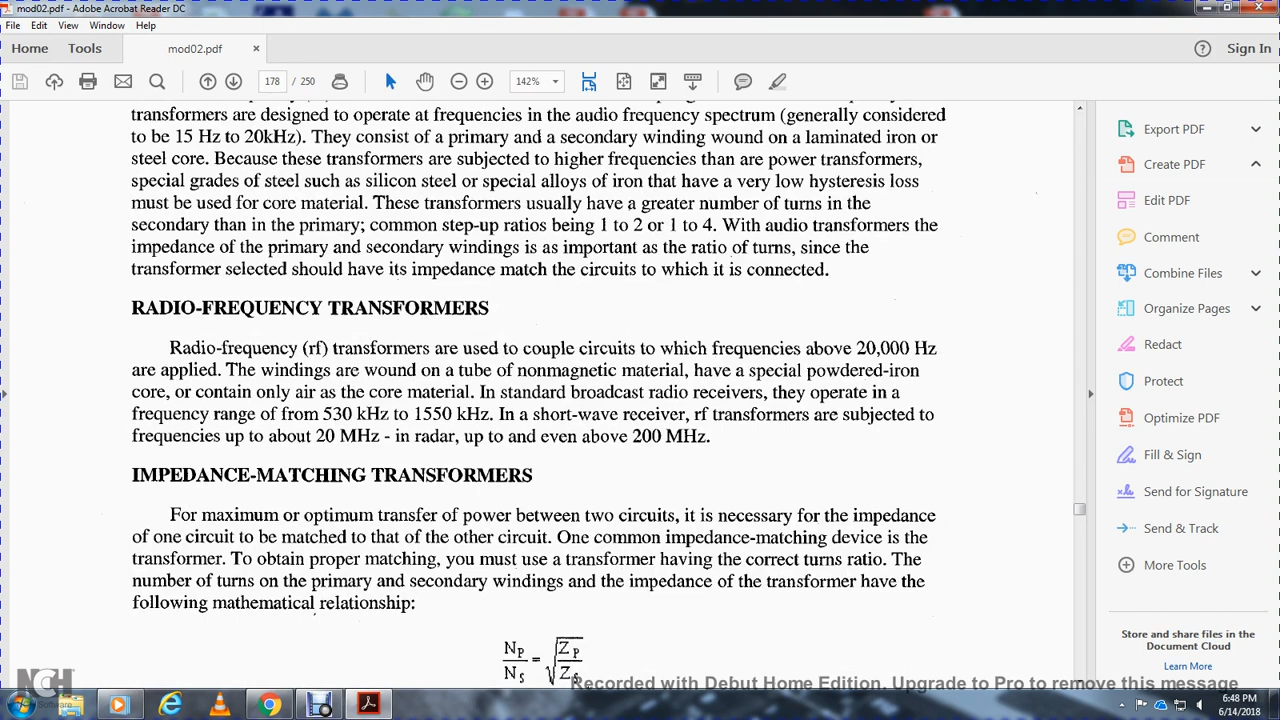 mod02.pdf - Adobe Acrobat Reader DC
File Edit View Window Help
Home Tools mod02.pdf × ? Sign In
178 / 250 142%
transformers are designed to operate at frequencies in the audio frequency spectrum (generally considered
to be 15 Hz to 20kHz). They consist of a primary and a secondary winding wound on a laminated iron or
steel core. Because these transformers are subjected to higher frequencies than are power transformers,
special grades of steel such as silicon steel or special alloys of iron that have a very low hysteresis loss
must be used for core material. These transformers usually have a greater number of turns in the
secondary than in the primary; common step-up ratios being 1 to 2 or 1 to 4. With audio transformers the
impedance of the primary and secondary windings is as important as the ratio of turns, since the
transformer selected should have its impedance match the circuits to which it is connected.
RADIO-FREQUENCY TRANSFORMERS
Radio-frequency (rf) transformers are used to couple circuits to which frequencies above 20,000 Hz
are applied. The windings are wound on a tube of nonmagnetic material, have a special powdered-iron
core, or contain only air as the core material. In standard broadcast radio receivers, they operate in a
frequency range of from 530 kHz to 1550 kHz. In a short-wave receiver, rf transformers are subjected to
frequencies up to about 20 MHz - in radar, up to and even above 200 MHz.
IMPEDANCE-MATCHING TRANSFORMERS
For maximum or optimum transfer of power between two circuits, it is necessary for the impedance
of one circuit to be matched to that of the other circuit. One common impedance-matching device is the
transformer. To obtain proper matching, you must use a transformer having the correct turns ratio. The
number of turns on the primary and secondary windings and the impedance of the transformer have the
following mathematical relationship:
N_P/N_S = √(Z_P/Z_S)
Export PDF
Create PDF
Edit PDF
Comment
Combine Files
Organize Pages
Redact
Protect
Optimize PDF
Fill & Sign
Send for Signature
Send & Track
More Tools
Store and share files in the
Document Cloud
Learn More
NCH
Software
Recorded with Debut Home Edition. Upgrade to Pro to remove this message
6:48 PM
6/14/2018